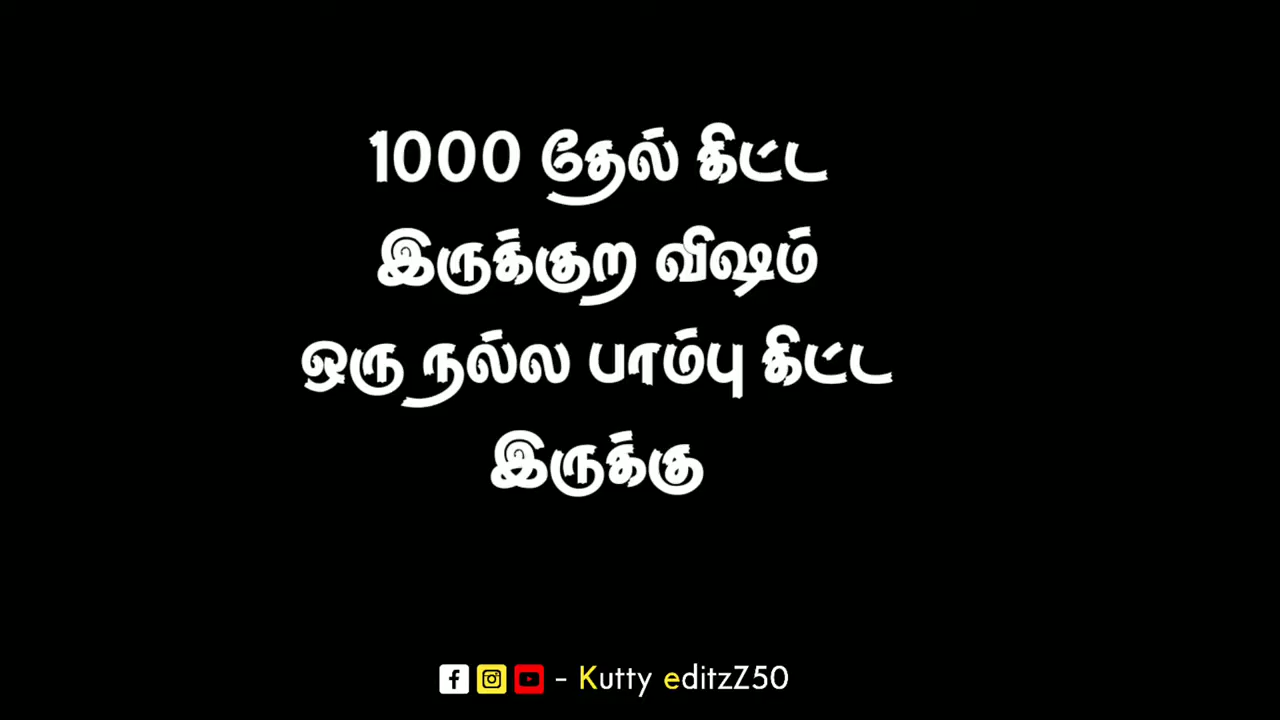 1000 தேல் கிட்ட
இருக்குற விஷம்
ஒரு நல்ல பாம்பு கிட்ட
இருக்கு
- Kutty editzZ50